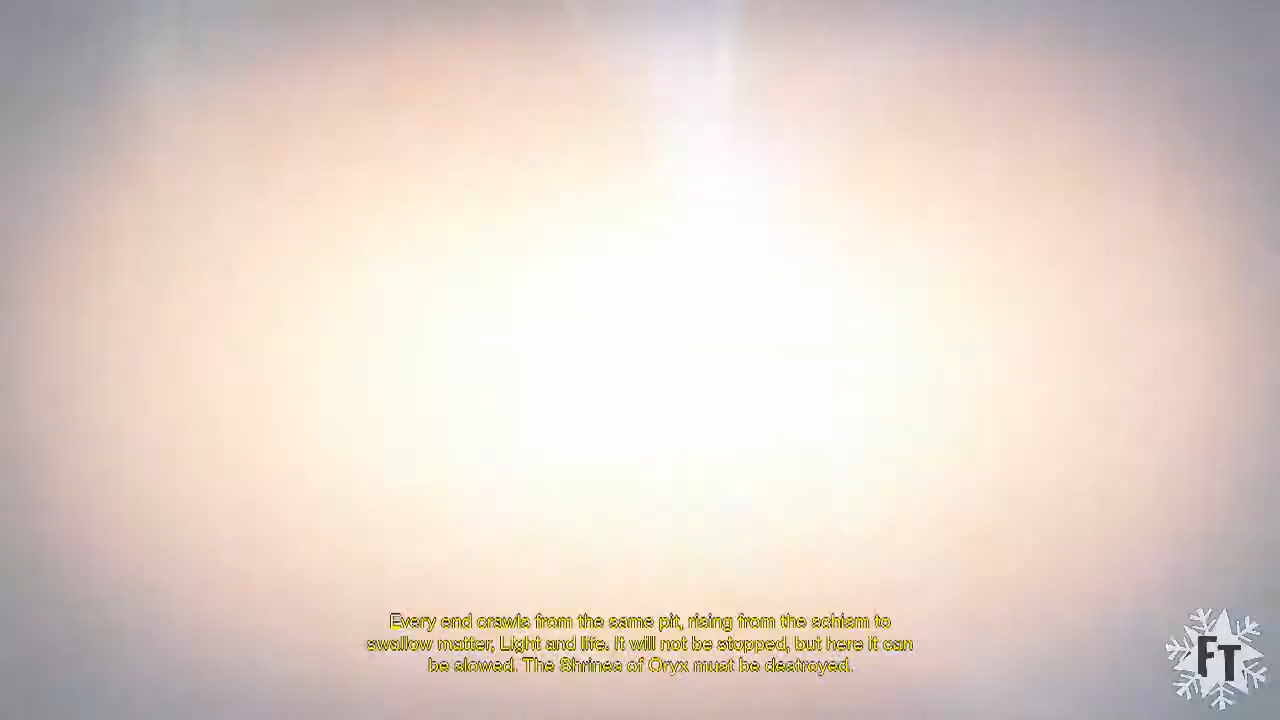 Every end crawls from the same pit, rising from the schism to
swallow matter, Light and life. It will not be stopped, but here it can
be slowed. The Shrines of Oryx must be destroyed.
FT